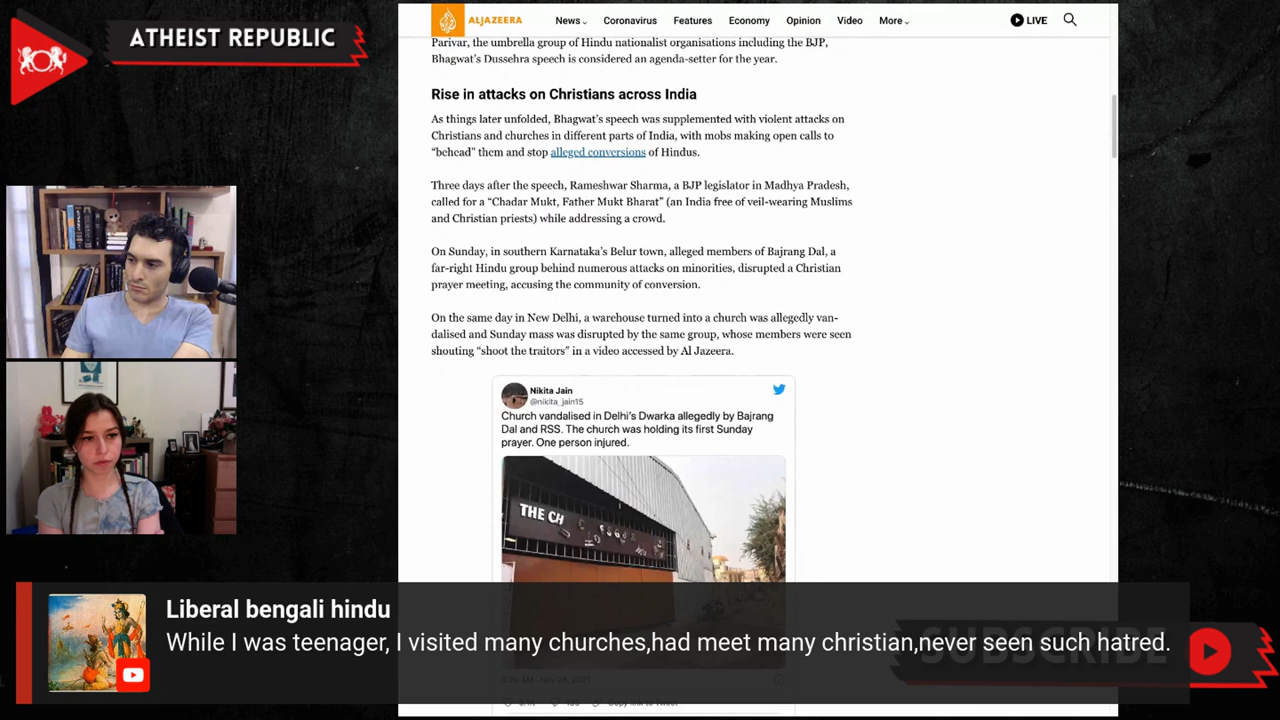 ATHEIST REPUBLIC
ALJAZEERA
News
Coronavirus
Features
Economy
Opinion
Video
More
LIVE
Parivar, the umbrella group of Hindu nationalist organisations including the BJP,
Bhagwat's Dussehra speech is considered an agenda-setter for the year.
Rise in attacks on Christians across India
As things later unfolded, Bhagwat's speech was supplemented with violent attacks on
Christians and churches in different parts of India, with mobs making open calls to
"behead" them and stop alleged conversions of Hindus.
Three days after the speech, Rameshwar Sharma, a BJP legislator in Madhya Pradesh,
called for a "Chadar Mukt, Father Mukt Bharat" (an India free of veil-wearing Muslims
and Christian priests) while addressing a crowd.
On Sunday, in southern Karnataka's Belur town, alleged members of Bajrang Dal, a
far-right Hindu group behind numerous attacks on minorities, disrupted a Christian
prayer meeting, accusing the community of conversion.
On the same day in New Delhi, a warehouse turned into a church was allegedly van-
dalised and Sunday mass was disrupted by the same group, whose members were seen
shouting "shoot the traitors" in a video accessed by Al Jazeera.
Nikita Jain
@nikita_jain15
Church vandalised in Delhi's Dwarka allegedly by Bajrang
Dal and RSS. The church was holding its first Sunday
prayer. One person injured.
THE CH
Liberal bengali hindu
While I was teenager, I visited many churches,had meet many christian,never seen such hatred.
SUBSCRIBE
Nov 28, 2021
Copy link to Tweet